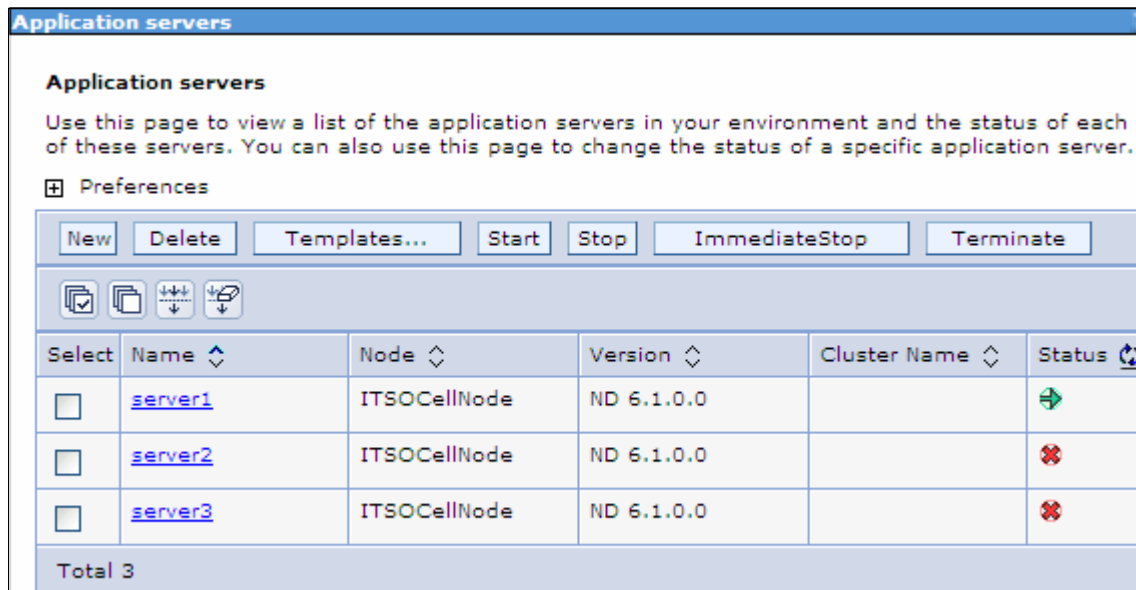 Application servers
Application servers
Use this page to view a list of the application servers in your environment and the status of each
of these servers. You can also use this page to change the status of a specific application server.
Preferences
New Delete Templates... Start Stop ImmediateStop Terminate
Select Name Node Version Cluster Name Status
server1 ITSOCellNode ND 6.1.0.0
server2 ITSOCellNode ND 6.1.0.0
server3 ITSOCellNode ND 6.1.0.0
Total 3